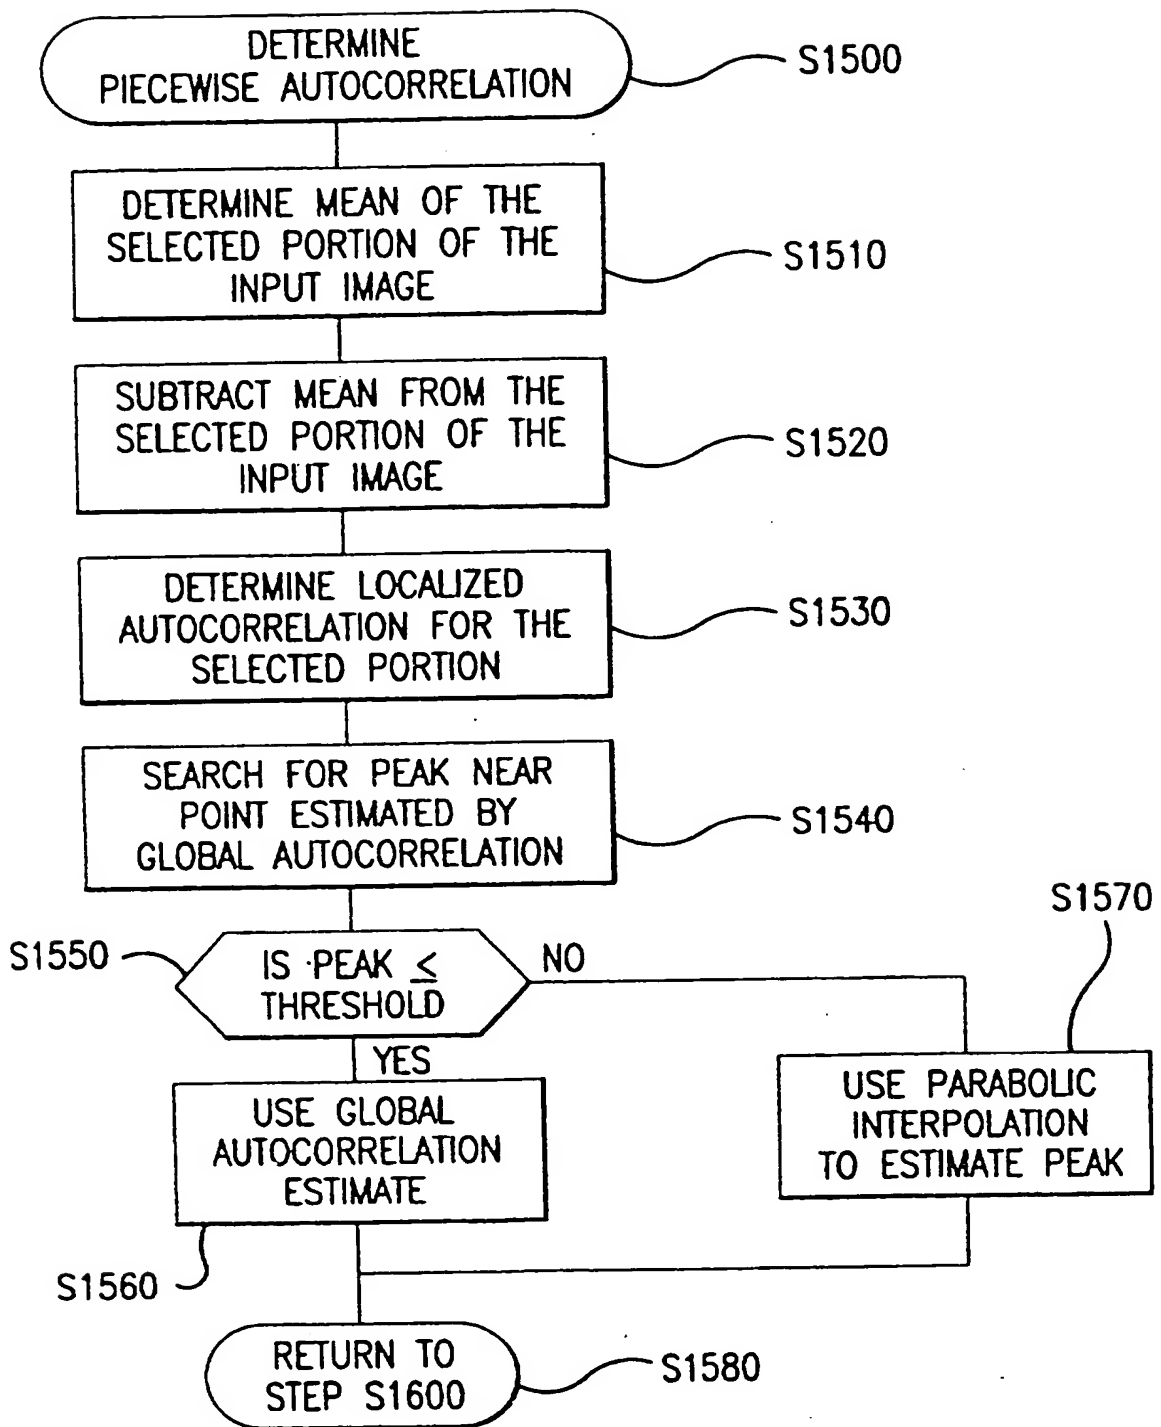 DETERMINE
PIECEWISE AUTOCORRELATION
S1500
DETERMINE MEAN OF THE
SELECTED PORTION OF THE
INPUT IMAGE
S1510
SUBTRACT MEAN FROM THE
SELECTED PORTION OF THE
INPUT IMAGE
S1520
DETERMINE LOCALIZED
AUTOCORRELATION FOR THE
SELECTED PORTION
S1530
SEARCH FOR PEAK NEAR
POINT ESTIMATED BY
GLOBAL AUTOCORRELATION
S1540
S1550
IS PEAK ≤
THRESHOLD
NO
YES
S1570
USE PARABOLIC
INTERPOLATION
TO ESTIMATE PEAK
USE GLOBAL
AUTOCORRELATION
ESTIMATE
S1560
RETURN TO
STEP S1600
S1580